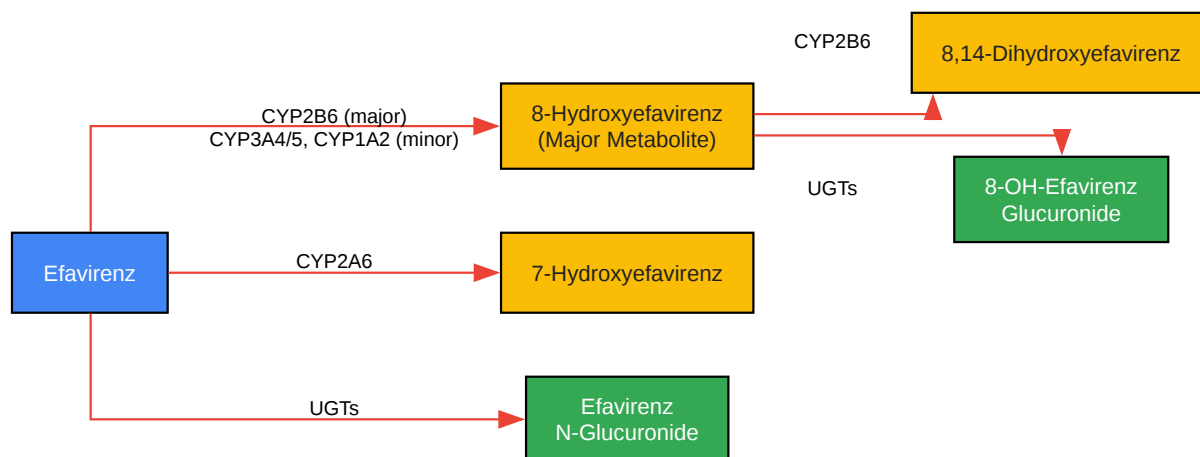 CYP2B6
8,14-Dihydroxyefavirenz
CYP2B6 (major)
CYP3A4/5, CYP1A2 (minor)
8-Hydroxyefavirenz
(Major Metabolite)
UGTs
8-OH-Efavirenz
Glucuronide
Efavirenz
CYP2A6
7-Hydroxyefavirenz
UGTs
Efavirenz
N-Glucuronide